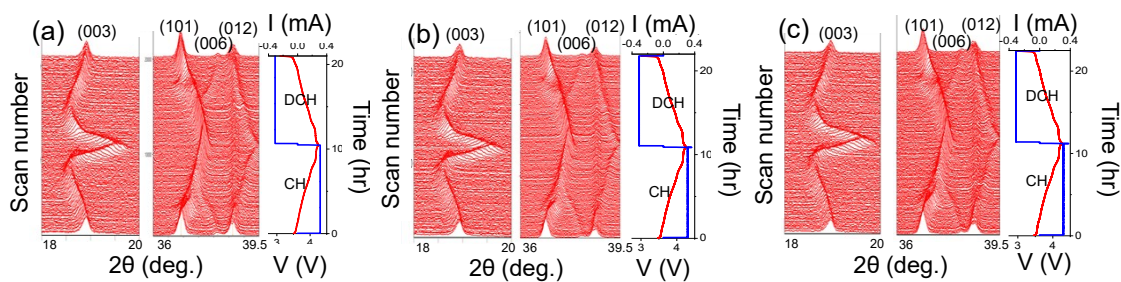 (a)
(003)
(101)
(006)
(012)
I (mA)
-0.4 0.0 0.4
Scan number
DCH
CH
20
10
0
Time (hr)
18 20
36 39.5
3 4
2θ (deg.)
V (V)
(b)
(003)
(101)
(006)
(012)
I (mA)
-0.4 0.0 0.4
Scan number
DCH
CH
20
10
0
Time (hr)
18 20
36 39.5
3 4
2θ (deg.)
V (V)
(c)
(003)
(101)
(006)
(012)
I (mA)
-0.4 0.0 0.4
Scan number
DCH
CH
20
10
0
Time (hr)
18 20
36 39.5
3 4
2θ (deg.)
V (V)